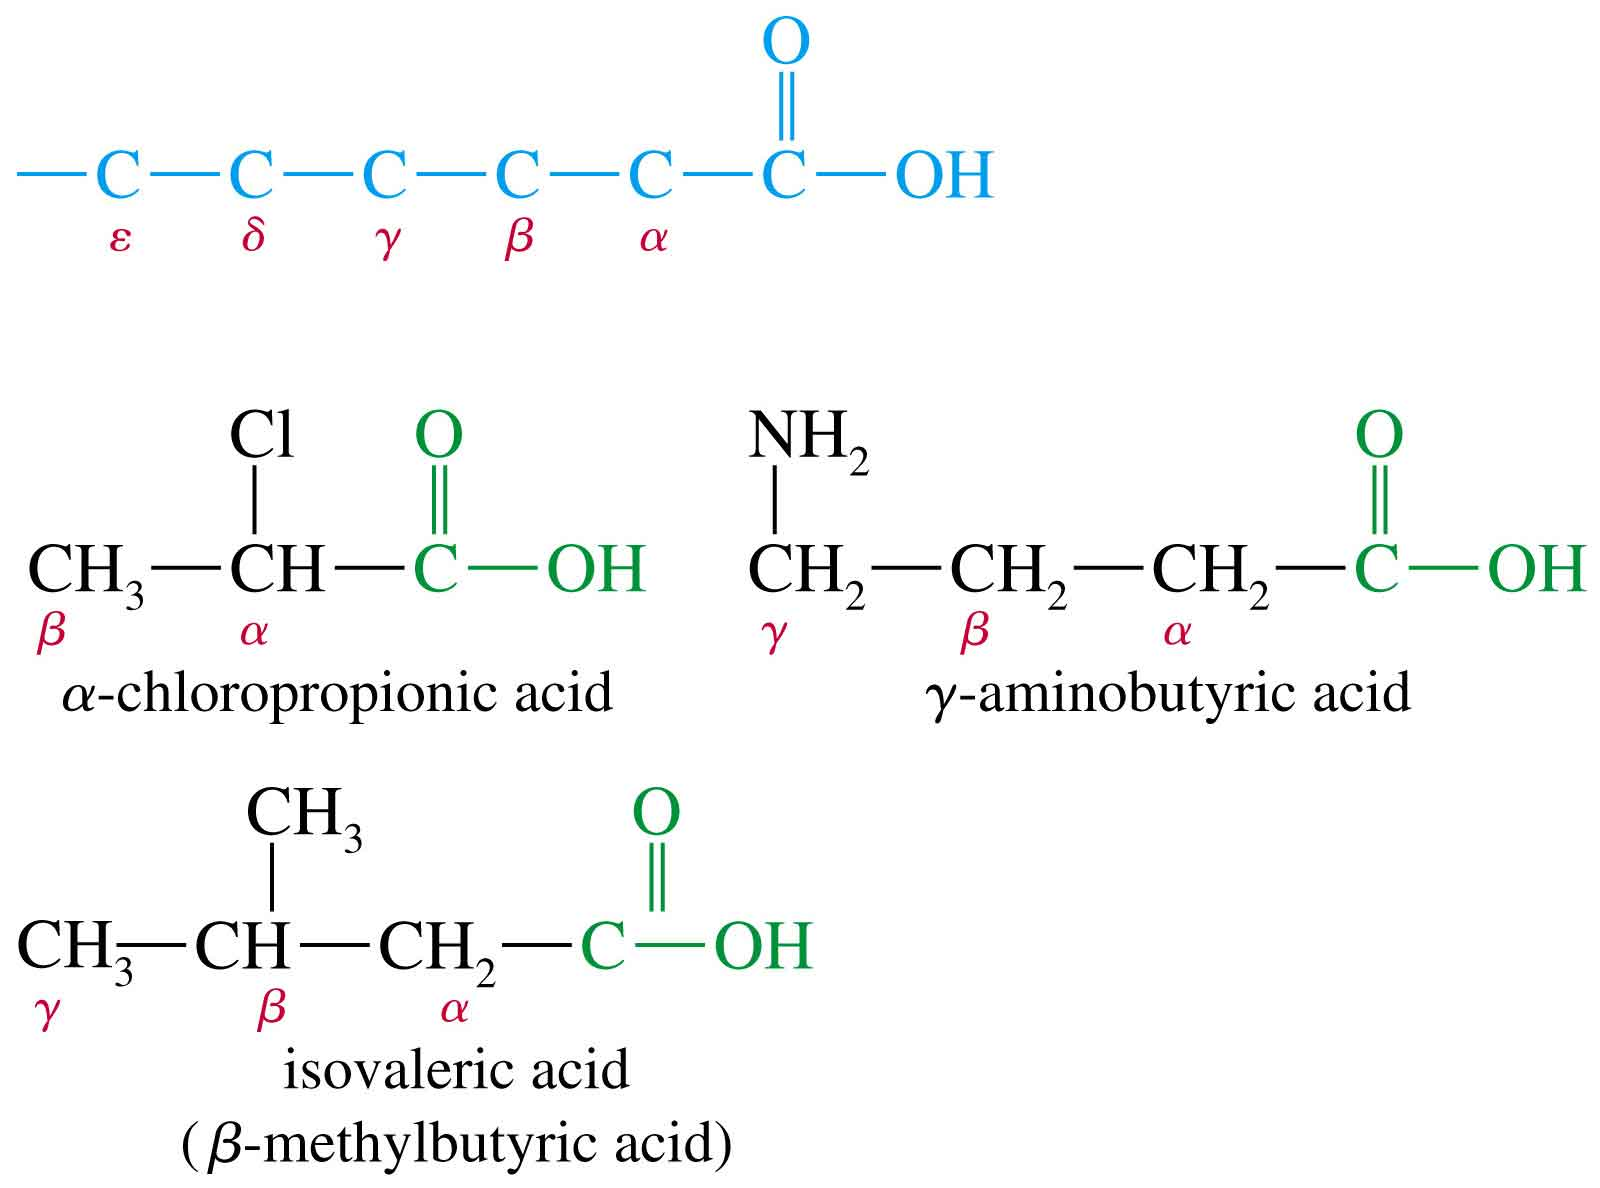 O
C C C C C C OH
ε δ γ β α
Cl O
CH₃ CH C OH
β α
α-chloropropionic acid
NH₂ O
CH₂ CH₂ CH₂ C OH
γ β α
γ-aminobutyric acid
CH₃ O
CH₃ CH CH₂ C OH
γ β α
isovaleric acid
(β-methylbutyric acid)